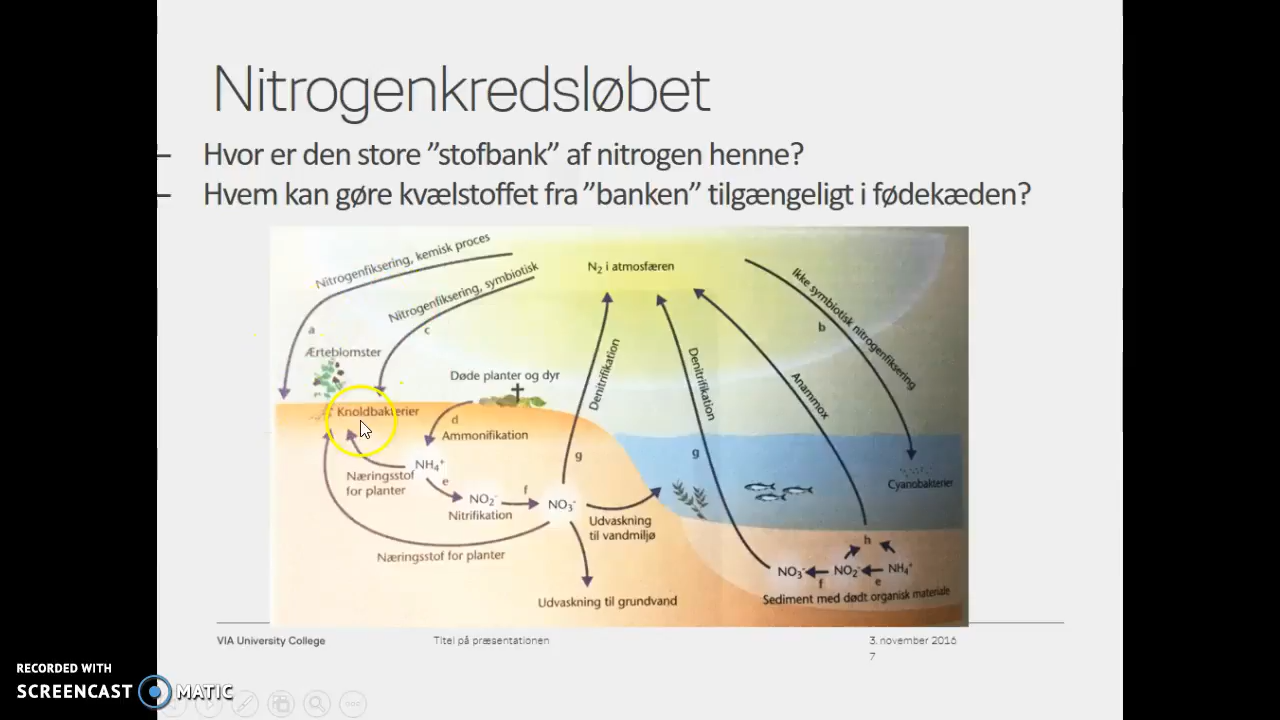 Nitrogenkredsløbet
– Hvor er den store ”stofbank” af nitrogen henne?
– Hvem kan gøre kvælstoffet fra ”banken” tilgængeligt i fødekæden?
Nitrogenfiksering, kemisk proces
Nitrogenfiksering, symbiotisk
N₂ i atmosfæren
Ikke symbiotisk nitrogenfiksering
a
c
b
Ærteblomster
Døde planter og dyr
Denitrifikation
Denitrifikation
Anammox
Knoldbakterier
d
Ammonifikation
g
g
NH₄⁺
Næringsstof
for planter
e
NO₂⁻
f
NO₃⁻
Nitrifikation
Cyanobakterier
Udvaskning
til vandmiljø
Næringsstof for planter
h
NO₃⁻
NO₂⁻
NH₄⁺
f
e
Sediment med dødt organisk materiale
Udvaskning til grundvand
VIA University College
Titel på præsentationen
3. november 2016
7
RECORDED WITH
SCREENCAST MATIC